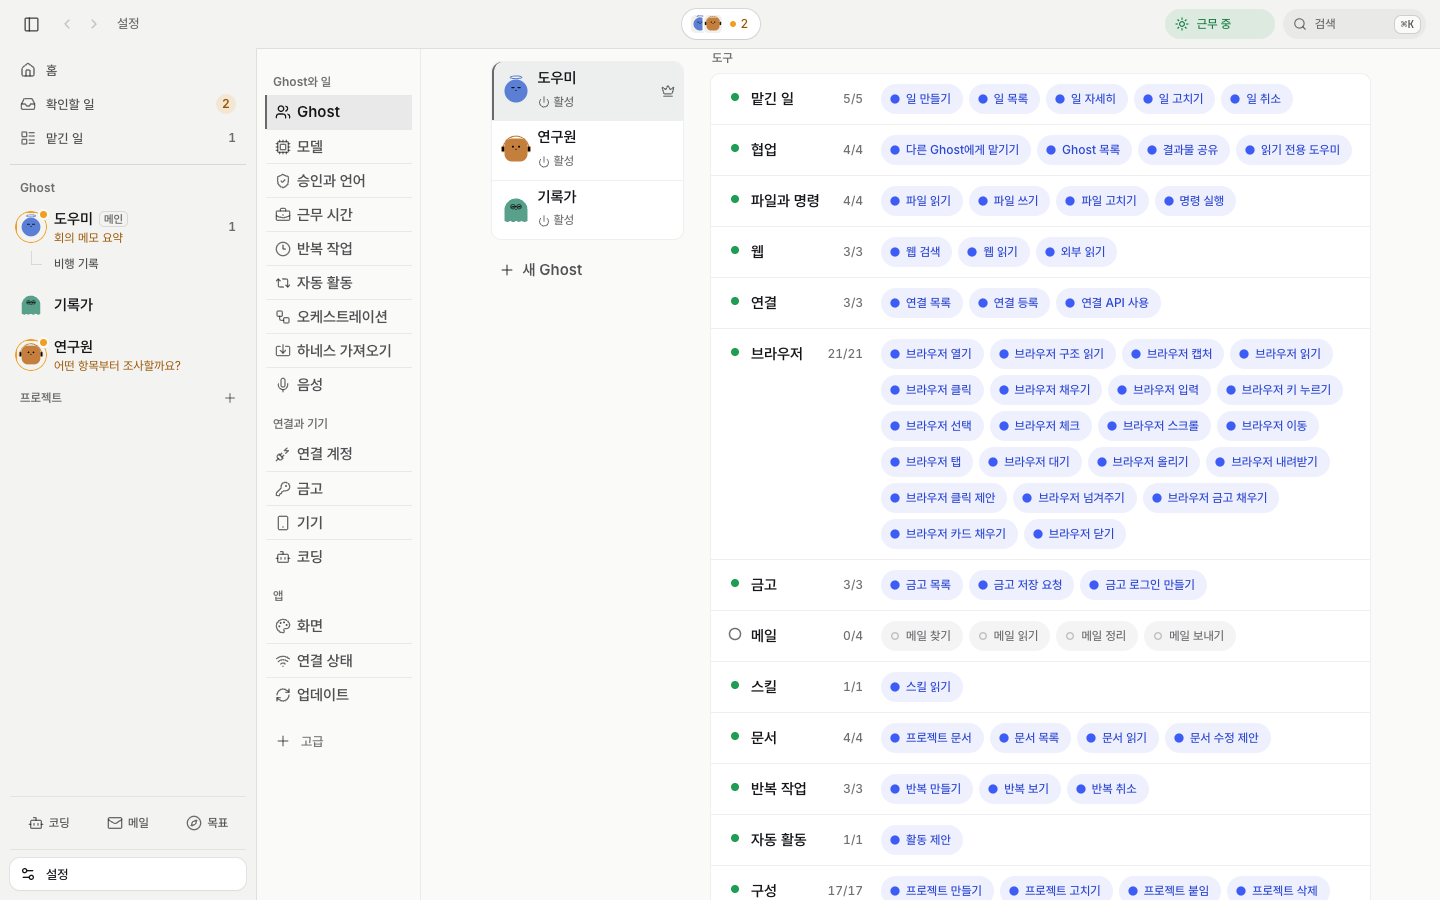 설정
2
근무 중
검색
⌘K
홈
확인할 일
2
맡긴 일
1
Ghost
도우미
메인
회의 메모 요약
1
비행 기록
기록가
연구원
어떤 항목부터 조사할까요?
프로젝트
코딩
메일
목표
설정
Ghost와 일
Ghost
모델
승인과 언어
근무 시간
반복 작업
자동 활동
오케스트레이션
하네스 가져오기
음성
연결과 기기
연결 계정
금고
기기
코딩
앱
화면
연결 상태
업데이트
고급
도우미
활성
연구원
활성
기록가
활성
새 Ghost
도구
맡긴 일 5/5 일 만들기 일 목록 일 자세히 일 고치기 일 취소
협업 4/4 다른 Ghost에게 맡기기 Ghost 목록 결과물 공유 읽기 전용 도우미
파일과 명령 4/4 파일 읽기 파일 쓰기 파일 고치기 명령 실행
웹 3/3 웹 검색 웹 읽기 외부 읽기
연결 3/3 연결 목록 연결 등록 연결 API 사용
브라우저 21/21 브라우저 열기 브라우저 구조 읽기 브라우저 캡처 브라우저 읽기
브라우저 클릭 브라우저 채우기 브라우저 입력 브라우저 키 누르기
브라우저 선택 브라우저 체크 브라우저 스크롤 브라우저 이동
브라우저 탭 브라우저 대기 브라우저 올리기 브라우저 내려받기
브라우저 클릭 제안 브라우저 넘겨주기 브라우저 금고 채우기
브라우저 카드 채우기 브라우저 닫기
금고 3/3 금고 목록 금고 저장 요청 금고 로그인 만들기
메일 0/4 메일 찾기 메일 읽기 메일 정리 메일 보내기
스킬 1/1 스킬 읽기
문서 4/4 프로젝트 문서 문서 목록 문서 읽기 문서 수정 제안
반복 작업 3/3 반복 만들기 반복 보기 반복 취소
자동 활동 1/1 활동 제안
구성 17/17 프로젝트 만들기 프로젝트 고치기 프로젝트 붙임 프로젝트 삭제